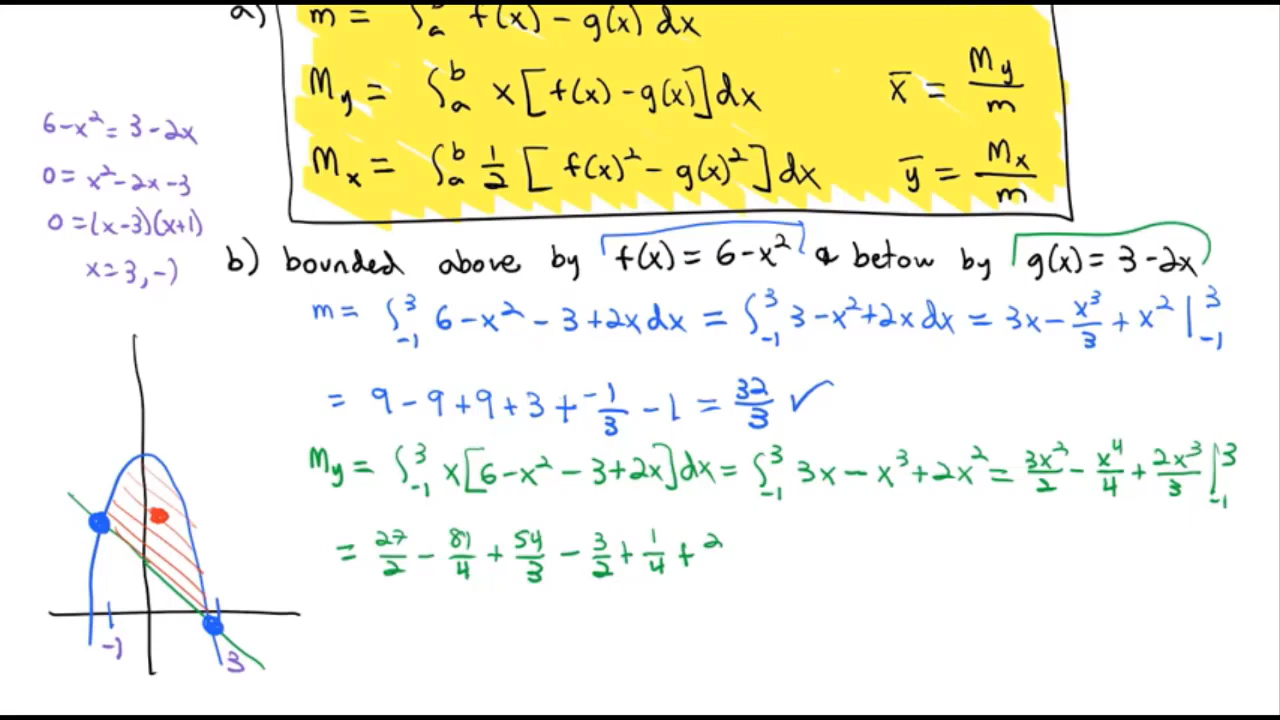 a) m = ∫ₐᵇ f(x) - g(x) dx
M_y = ∫ₐᵇ x[f(x) - g(x)]dx x̄ = M_y/m
M_x = ∫ₐᵇ 1/2 [f(x)² - g(x)²]dx ȳ = M_x/m
6-x² = 3-2x
0 = x²-2x-3
0 = (x-3)(x+1)
x = 3, -1
b) bounded above by f(x) = 6-x² & below by g(x) = 3-2x
m = ∫₋₁³ 6-x² - 3+2x dx = ∫₋₁³ 3-x²+2x dx = 3x - x³/3 + x² |₋₁³
= 9 - 9 + 9 + 3 + -1/3 - 1 = 32/3 ✓
M_y = ∫₋₁³ x[6-x² - 3+2x]dx = ∫₋₁³ 3x - x³ + 2x² = 3x²/2 - x⁴/4 + 2x³/3 |₋₁³
= 27/2 - 81/4 + 54/3 - 3/2 + 1/4 + 2
-1
3